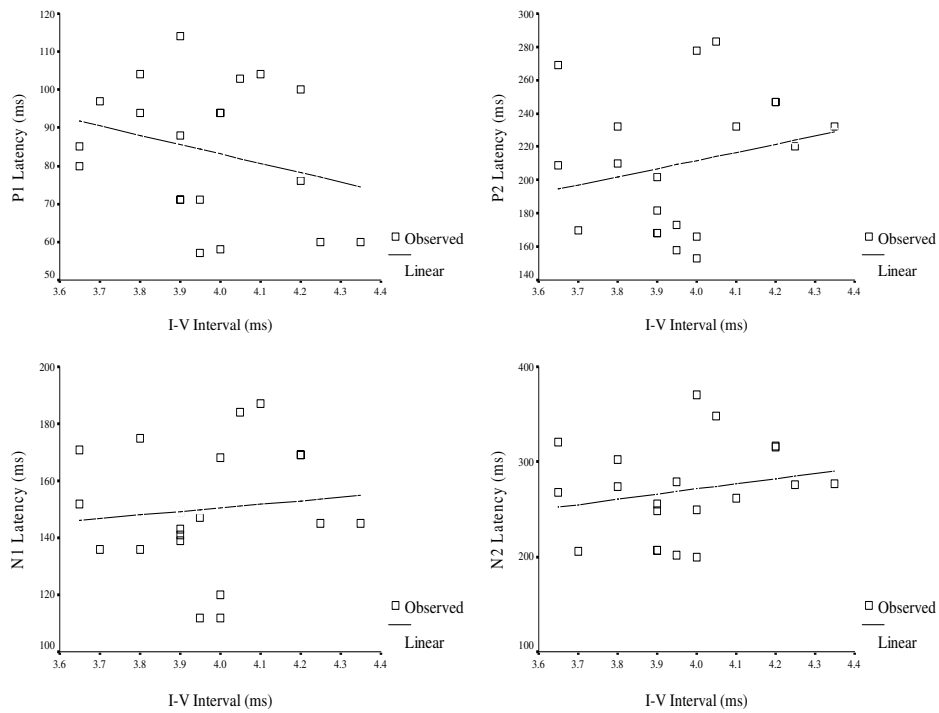 120
110
100
90
80
70
60
50
P1 Latency (ms)
3.6 3.7 3.8 3.9 4.0 4.1 4.2 4.3 4.4
I-V Interval (ms)
Observed
Linear
300
280
260
240
220
200
180
160
140
P2 Latency (ms)
3.6 3.7 3.8 3.9 4.0 4.1 4.2 4.3 4.4
I-V Interval (ms)
Observed
Linear
200
180
160
140
120
100
N1 Latency (ms)
3.6 3.7 3.8 3.9 4.0 4.1 4.2 4.3 4.4
I-V Interval (ms)
Observed
Linear
400
300
200
100
N2 Latency (ms)
3.6 3.7 3.8 3.9 4.0 4.1 4.2 4.3 4.4
I-V Interval (ms)
Observed
Linear